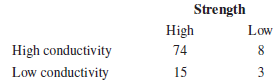 Strength
High Low
High conductivity 74 8
Low conductivity 15 3